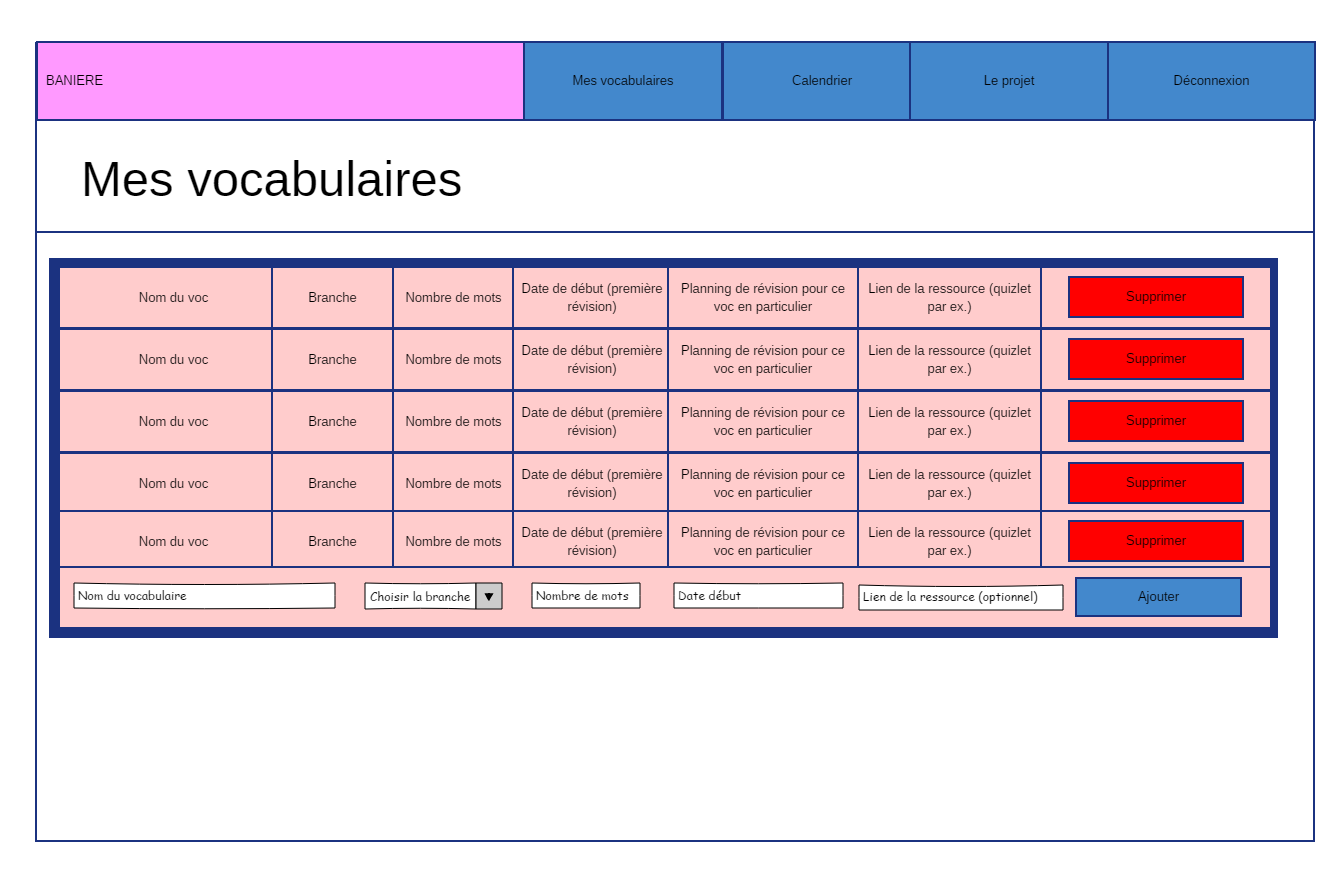 BANIERE Mes vocabulaires Calendrier Le projet Déconnexion
Mes vocabulaires
Nom du voc Branche Nombre de mots Date de début (première révision) Planning de révision pour ce voc en particulier Lien de la ressource (quizlet par ex.) Supprimer
Nom du voc Branche Nombre de mots Date de début (première révision) Planning de révision pour ce voc en particulier Lien de la ressource (quizlet par ex.) Supprimer
Nom du voc Branche Nombre de mots Date de début (première révision) Planning de révision pour ce voc en particulier Lien de la ressource (quizlet par ex.) Supprimer
Nom du voc Branche Nombre de mots Date de début (première révision) Planning de révision pour ce voc en particulier Lien de la ressource (quizlet par ex.) Supprimer
Nom du voc Branche Nombre de mots Date de début (première révision) Planning de révision pour ce voc en particulier Lien de la ressource (quizlet par ex.) Supprimer
Nom du vocabulaire Choisir la branche Nombre de mots Date début Lien de la ressource (optionnel) Ajouter